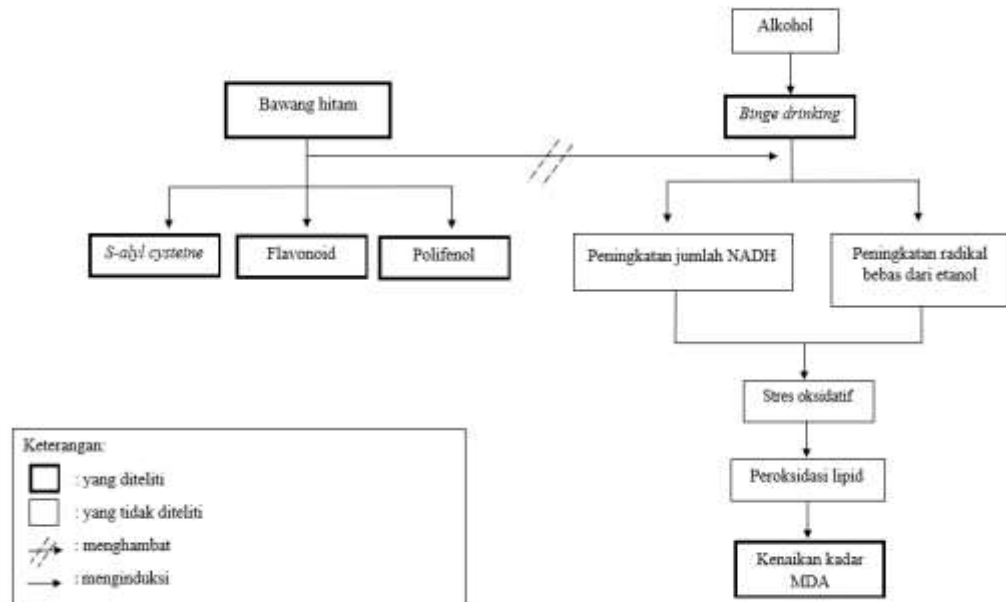 Alkohol
Bawang hitam
Binge drinking
S-alyl cysteine
Flavonoid
Polifenol
Peningkatan jumlah NADH
Peningkatan radikal
bebas dari etanol
Stres oksidatif
Peroksidasi lipid
Kenaikan kadar
MDA
Keterangan:
: yang diteliti
: yang tidak diteliti
: menghambat
: menginduksi